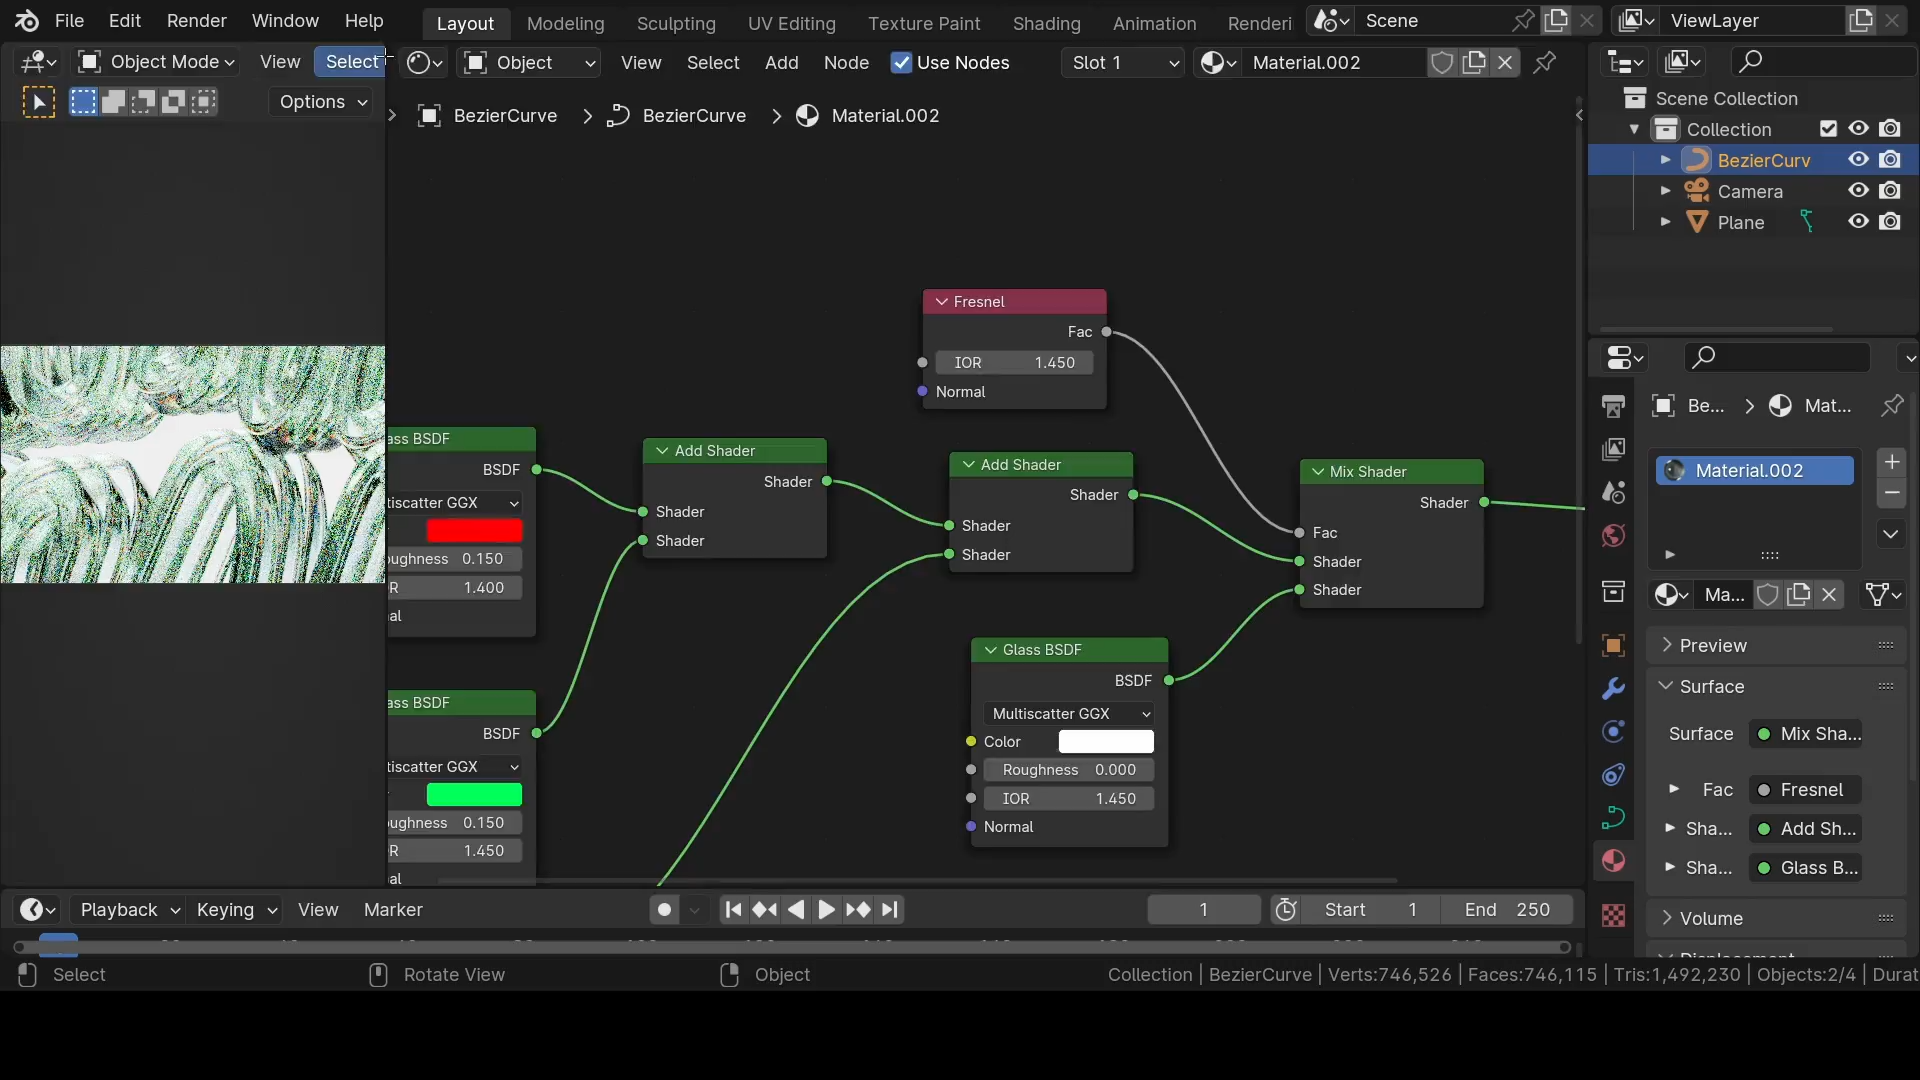 File Edit Render Window Help Layout Modeling Sculpting UV Editing Texture Paint Shading Animation Renderi Scene ViewLayer
Object Mode View Select Object View Select Add Node Use Nodes Slot 1 Material.002
Options
BezierCurve > BezierCurve > Material.002
Scene Collection
Collection
BezierCurv
Camera
Plane
Fresnel
Fac
IOR 1.450
Normal
ass BSDF
BSDF
tiscatter GGX
ughness 0.150
R 1.400
al
Add Shader
Shader
Shader
Shader
Add Shader
Shader
Shader
Shader
Mix Shader
Shader
Fac
Shader
Shader
ass BSDF
BSDF
tiscatter GGX
ughness 0.150
R 1.450
al
Glass BSDF
BSDF
Multiscatter GGX
Color
Roughness 0.000
IOR 1.450
Normal
Be... > Mat...
Material.002
Ma...
Preview
Surface
Surface Mix Sha...
Fac Fresnel
Sha... Add Sh...
Sha... Glass B...
Volume
Playback Keying View Marker 1 Start 1 End 250
Select Rotate View Object Collection | BezierCurve | Verts:746,526 | Faces:746,115 | Tris:1,492,230 | Objects:2/4 | Durat